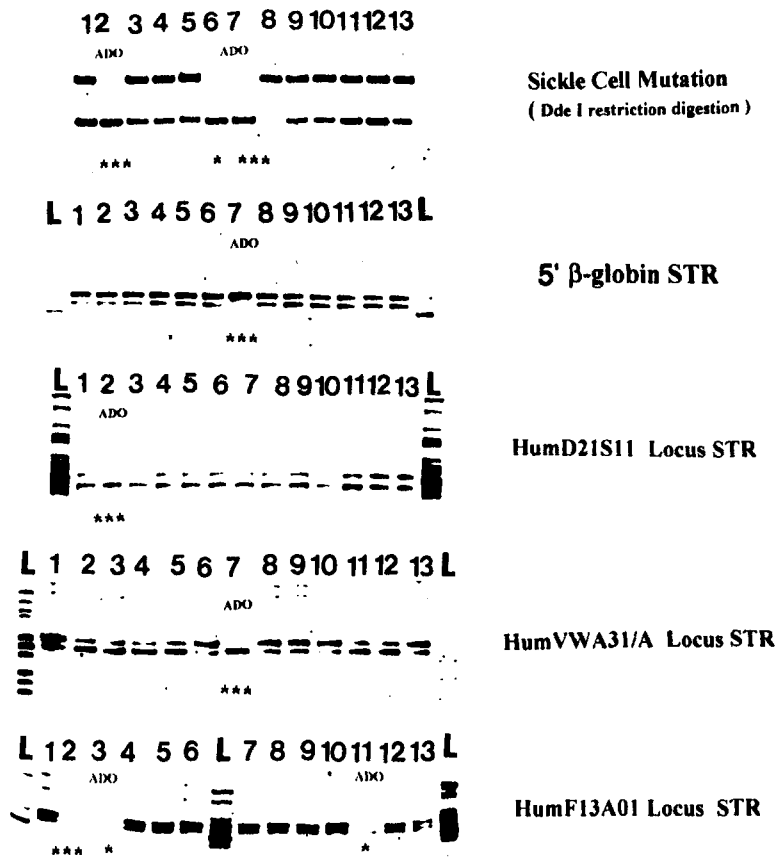 12 3 4 5 6 7 8 9 10 11 12 13
ADO ADO
*** * ***
Sickle Cell Mutation
( Dde I restriction digestion )
L 1 2 3 4 5 6 7 8 9 10 11 12 13 L
ADO
***
5' β-globin STR
L 1 2 3 4 5 6 7 8 9 10 11 12 13 L
ADO
***
HumD21S11 Locus STR
L 1 2 3 4 5 6 7 8 9 10 11 12 13 L
ADO
***
HumVWA31/A Locus STR
L 1 2 3 4 5 6 L 7 8 9 10 11 12 13 L
ADO ADO
*** * *
HumF13A01 Locus STR